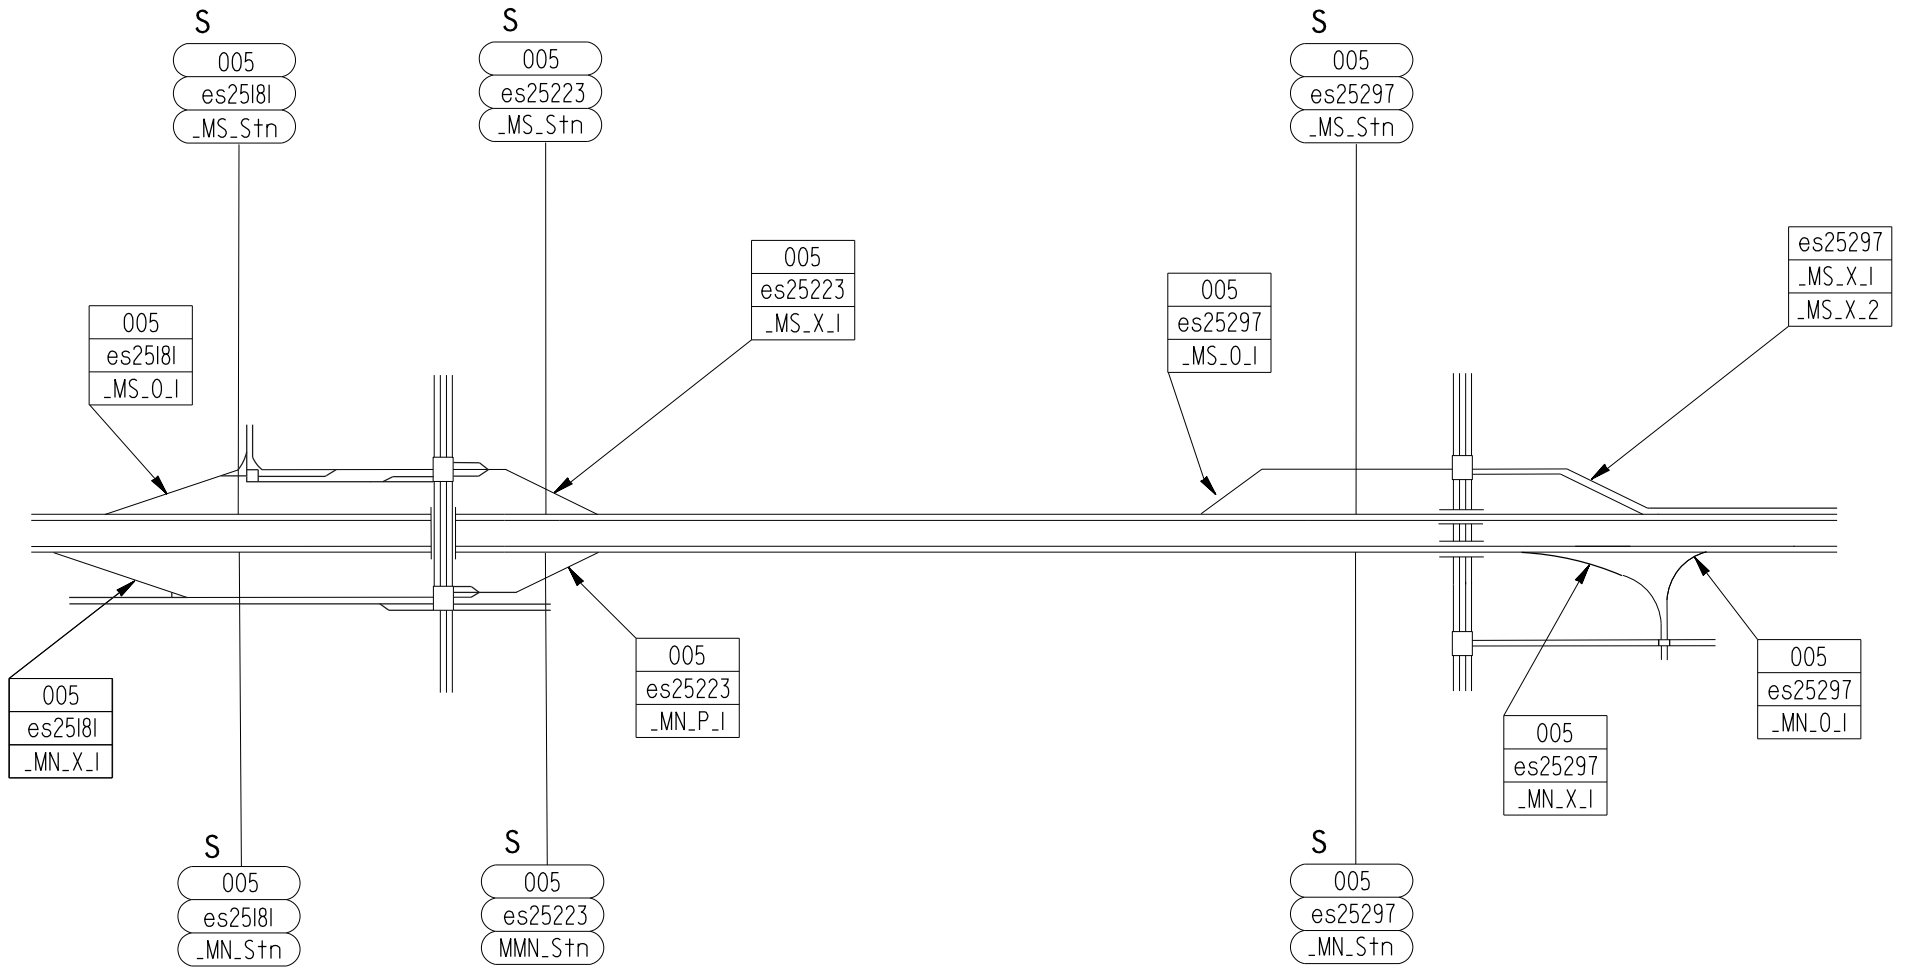 S
005
es25181
_MS_Stn
S
005
es25223
_MS_Stn
S
005
es25297
_MS_Stn
005
es25181
_MS_O_1
005
es25223
_MS_X_1
005
es25297
_MS_O_1
es25297
_MS_X_1
_MS_X_2
005
es25181
_MN_X_1
005
es25223
_MN_P_1
005
es25297
_MN_X_1
005
es25297
_MN_O_1
S
005
es25181
_MN_Stn
S
005
es25223
MMN_Stn
S
005
es25297
_MN_Stn